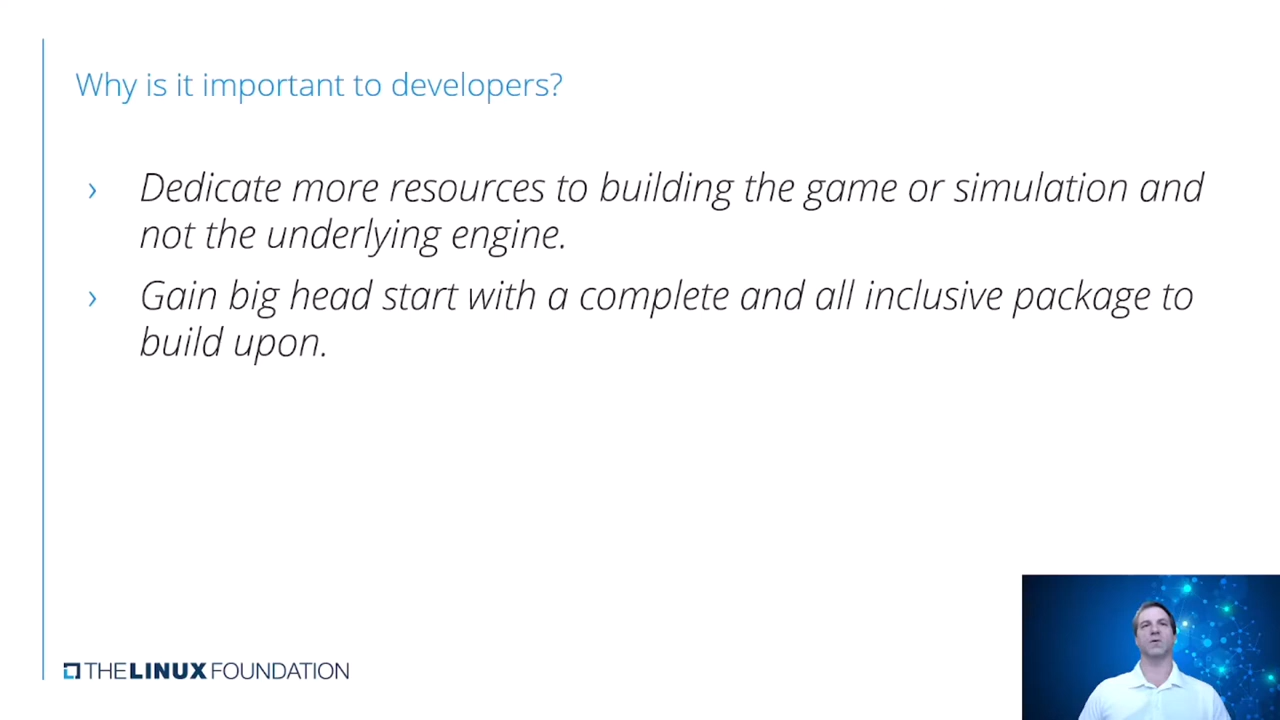 Why is it important to developers?
› Dedicate more resources to building the game or simulation and
not the underlying engine.
› Gain big head start with a complete and all inclusive package to
build upon.
THE LINUX FOUNDATION